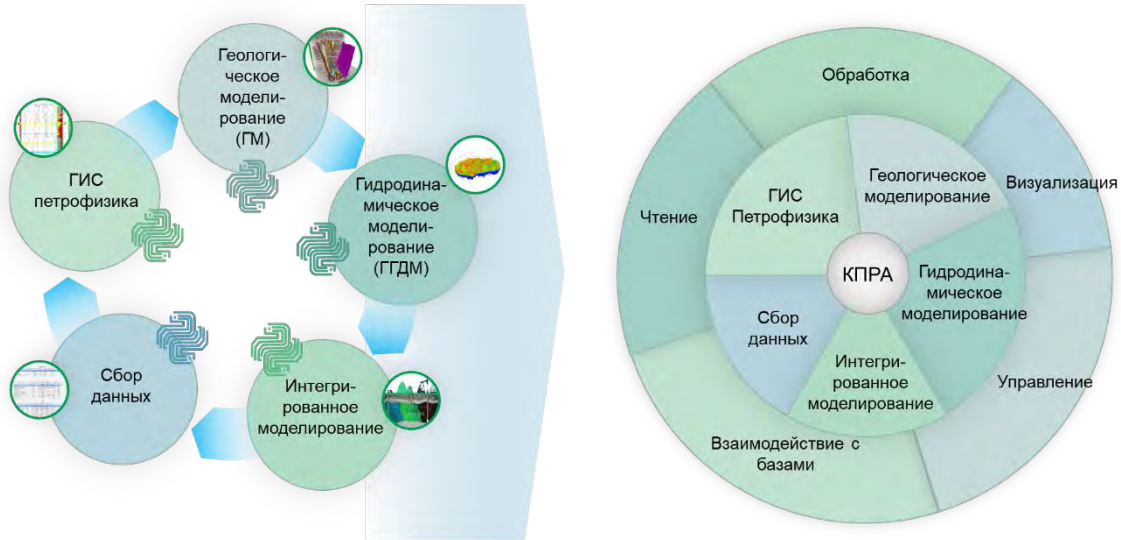 Геологи-
ческое
модели-
рование
(ГМ)
ГИС
петрофизика
Гидродина-
мическое
модели-
рование
(ГГДМ)
Сбор
данных
Интегри-
рованное
моделирование
Обработка
Визуализация
Чтение
Управление
Взаимодействие с
базами
ГИС
Петрофизика
Геологическое
моделирование
КПРА
Гидродина-
мическое
моделирование
Сбор
данных
Интегри-
рованное
моделирование